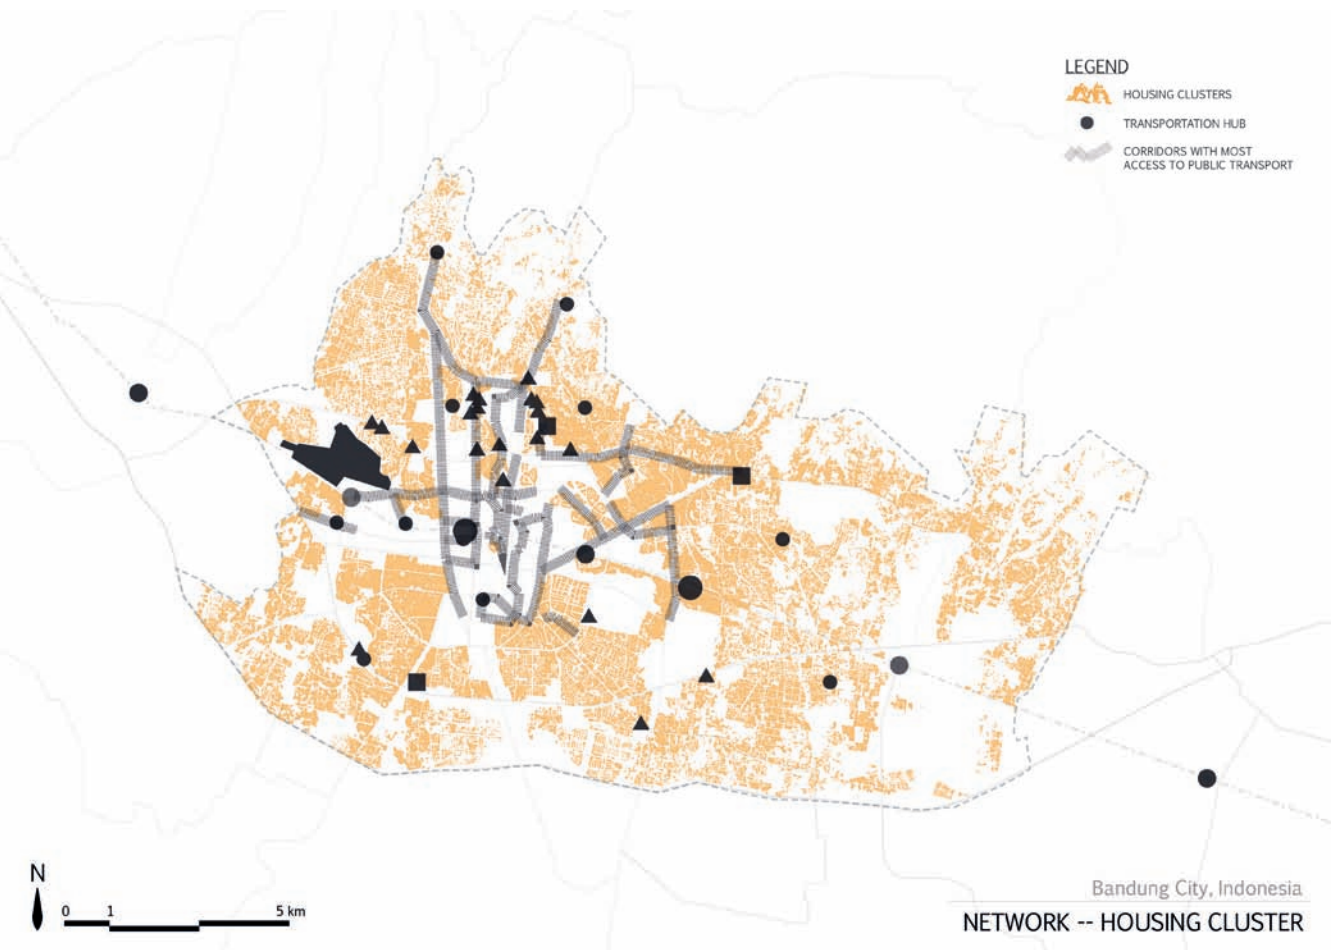 LEGEND
HOUSING CLUSTERS
TRANSPORTATION HUB
CORRIDORS WITH MOST
ACCESS TO PUBLIC TRANSPORT
N
0 1 5 km
Bandung City, Indonesia
NETWORK -- HOUSING CLUSTER